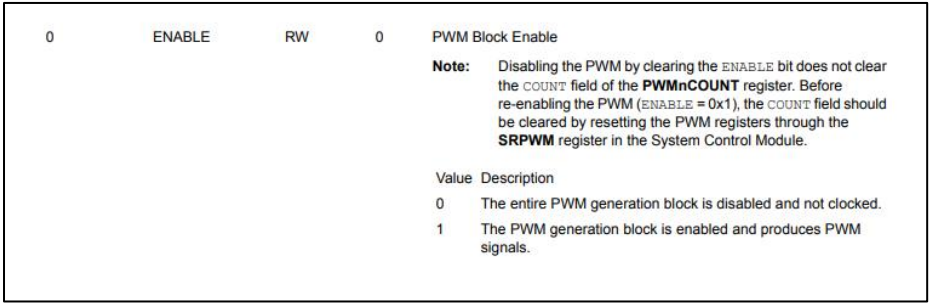 0 ENABLE RW 0 PWM Block Enable
Note: Disabling the PWM by clearing the ENABLE bit does not clear
the COUNT field of the PWMnCOUNT register. Before
re-enabling the PWM (ENABLE = 0x1), the COUNT field should
be cleared by resetting the PWM registers through the
SRPWM register in the System Control Module.
Value Description
0 The entire PWM generation block is disabled and not clocked.
1 The PWM generation block is enabled and produces PWM
signals.